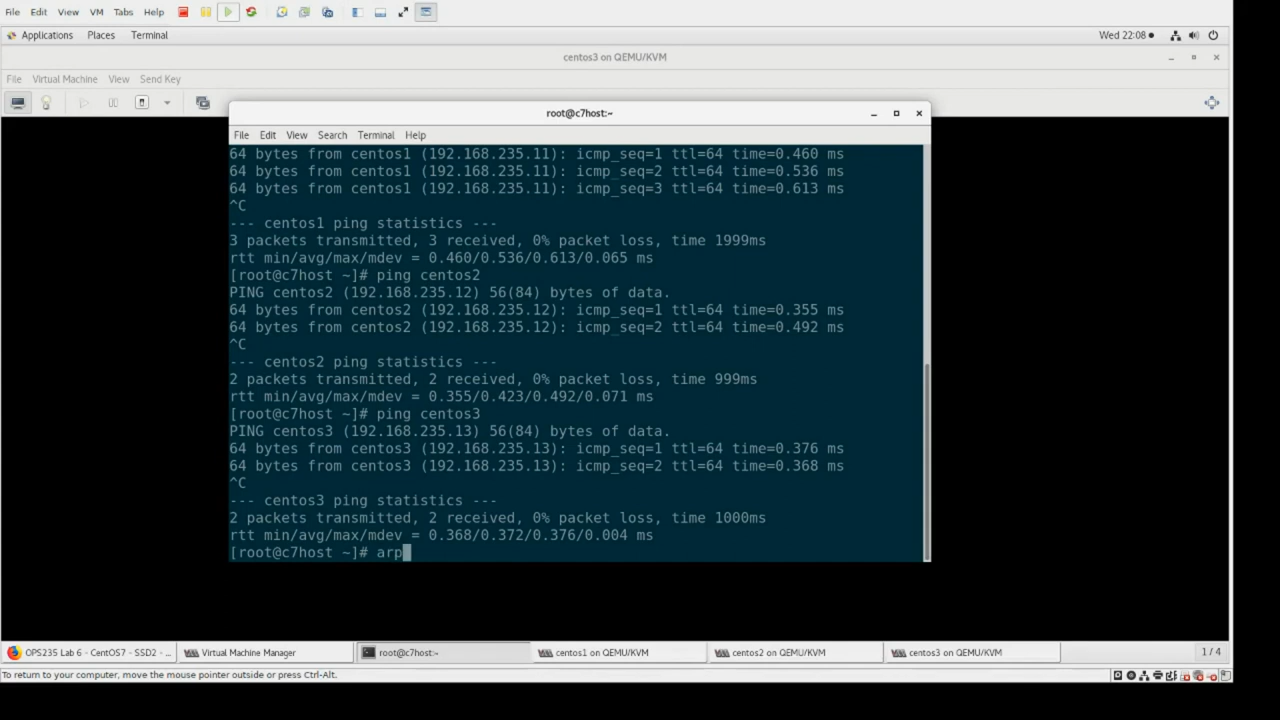 File Edit View VM Tabs Help
Applications Places Terminal Wed 22:08
centos3 on QEMU/KVM
File Virtual Machine View Send Key
root@c7host:~
File Edit View Search Terminal Help
64 bytes from centos1 (192.168.235.11): icmp_seq=1 ttl=64 time=0.460 ms
64 bytes from centos1 (192.168.235.11): icmp_seq=2 ttl=64 time=0.536 ms
64 bytes from centos1 (192.168.235.11): icmp_seq=3 ttl=64 time=0.613 ms
^C
--- centos1 ping statistics ---
3 packets transmitted, 3 received, 0% packet loss, time 1999ms
rtt min/avg/max/mdev = 0.460/0.536/0.613/0.065 ms
[root@c7host ~]# ping centos2
PING centos2 (192.168.235.12) 56(84) bytes of data.
64 bytes from centos2 (192.168.235.12): icmp_seq=1 ttl=64 time=0.355 ms
64 bytes from centos2 (192.168.235.12): icmp_seq=2 ttl=64 time=0.492 ms
^C
--- centos2 ping statistics ---
2 packets transmitted, 2 received, 0% packet loss, time 999ms
rtt min/avg/max/mdev = 0.355/0.423/0.492/0.071 ms
[root@c7host ~]# ping centos3
PING centos3 (192.168.235.13) 56(84) bytes of data.
64 bytes from centos3 (192.168.235.13): icmp_seq=1 ttl=64 time=0.376 ms
64 bytes from centos3 (192.168.235.13): icmp_seq=2 ttl=64 time=0.368 ms
^C
--- centos3 ping statistics ---
2 packets transmitted, 2 received, 0% packet loss, time 1000ms
rtt min/avg/max/mdev = 0.368/0.372/0.376/0.004 ms
[root@c7host ~]# arp
OPS235 Lab 6 - CentOS7 - SSD2 - ... Virtual Machine Manager root@c7host:~ centos1 on QEMU/KVM centos2 on QEMU/KVM centos3 on QEMU/KVM 1 / 4
To return to your computer, move the mouse pointer outside or press Ctrl-Alt.